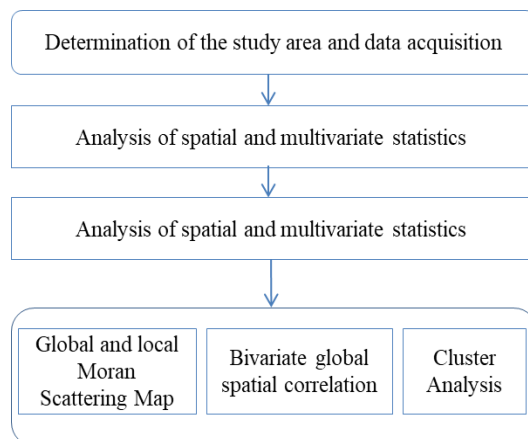 Determination of the study area and data acquisition
Analysis of spatial and multivariate statistics
Analysis of spatial and multivariate statistics
Global and local
Moran
Scattering Map
Bivariate global
spatial correlation
Cluster
Analysis